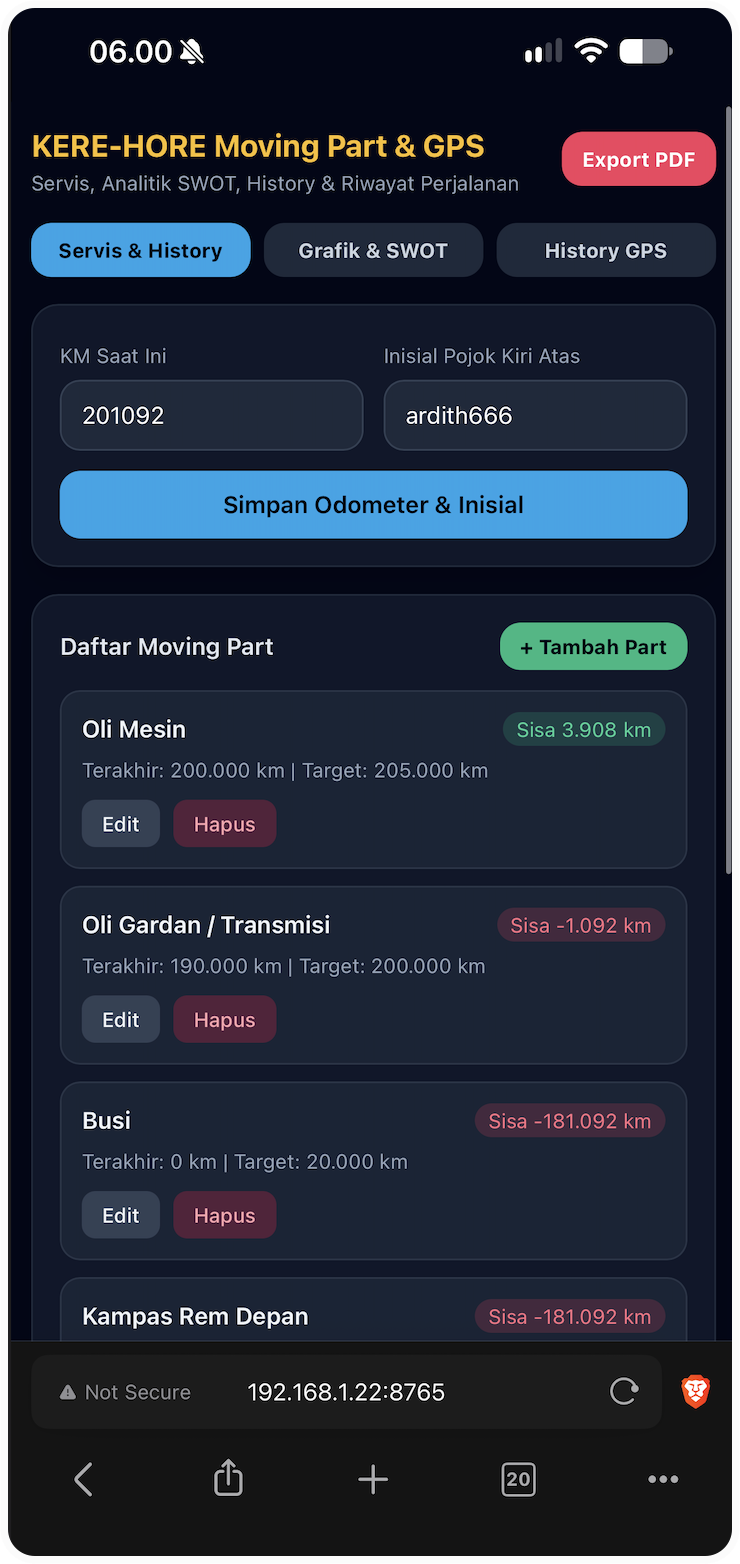 06.00
KERE-HORE Moving Part & GPS
Servis, Analitik SWOT, History & Riwayat Perjalanan
Export PDF
Servis & History
Grafik & SWOT
History GPS
KM Saat Ini
Inisial Pojok Kiri Atas
201092
ardith666
Simpan Odometer & Inisial
Daftar Moving Part
+ Tambah Part
Oli Mesin
Sisa 3.908 km
Terakhir: 200.000 km | Target: 205.000 km
Edit
Hapus
Oli Gardan / Transmisi
Sisa -1.092 km
Terakhir: 190.000 km | Target: 200.000 km
Edit
Hapus
Busi
Sisa -181.092 km
Terakhir: 0 km | Target: 20.000 km
Edit
Hapus
Kampas Rem Depan
Sisa -181.092 km
Not Secure
192.168.1.22:8765
20